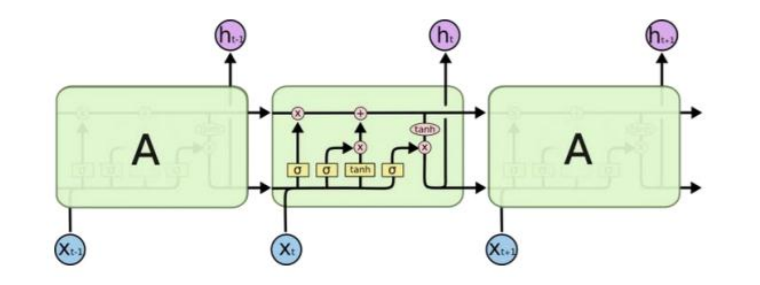 hₜ₋₁ hₜ hₜ₊₁
A x + A
tanh
x x
σ σ tanh σ
Xₜ₋₁ Xₜ Xₜ₊₁